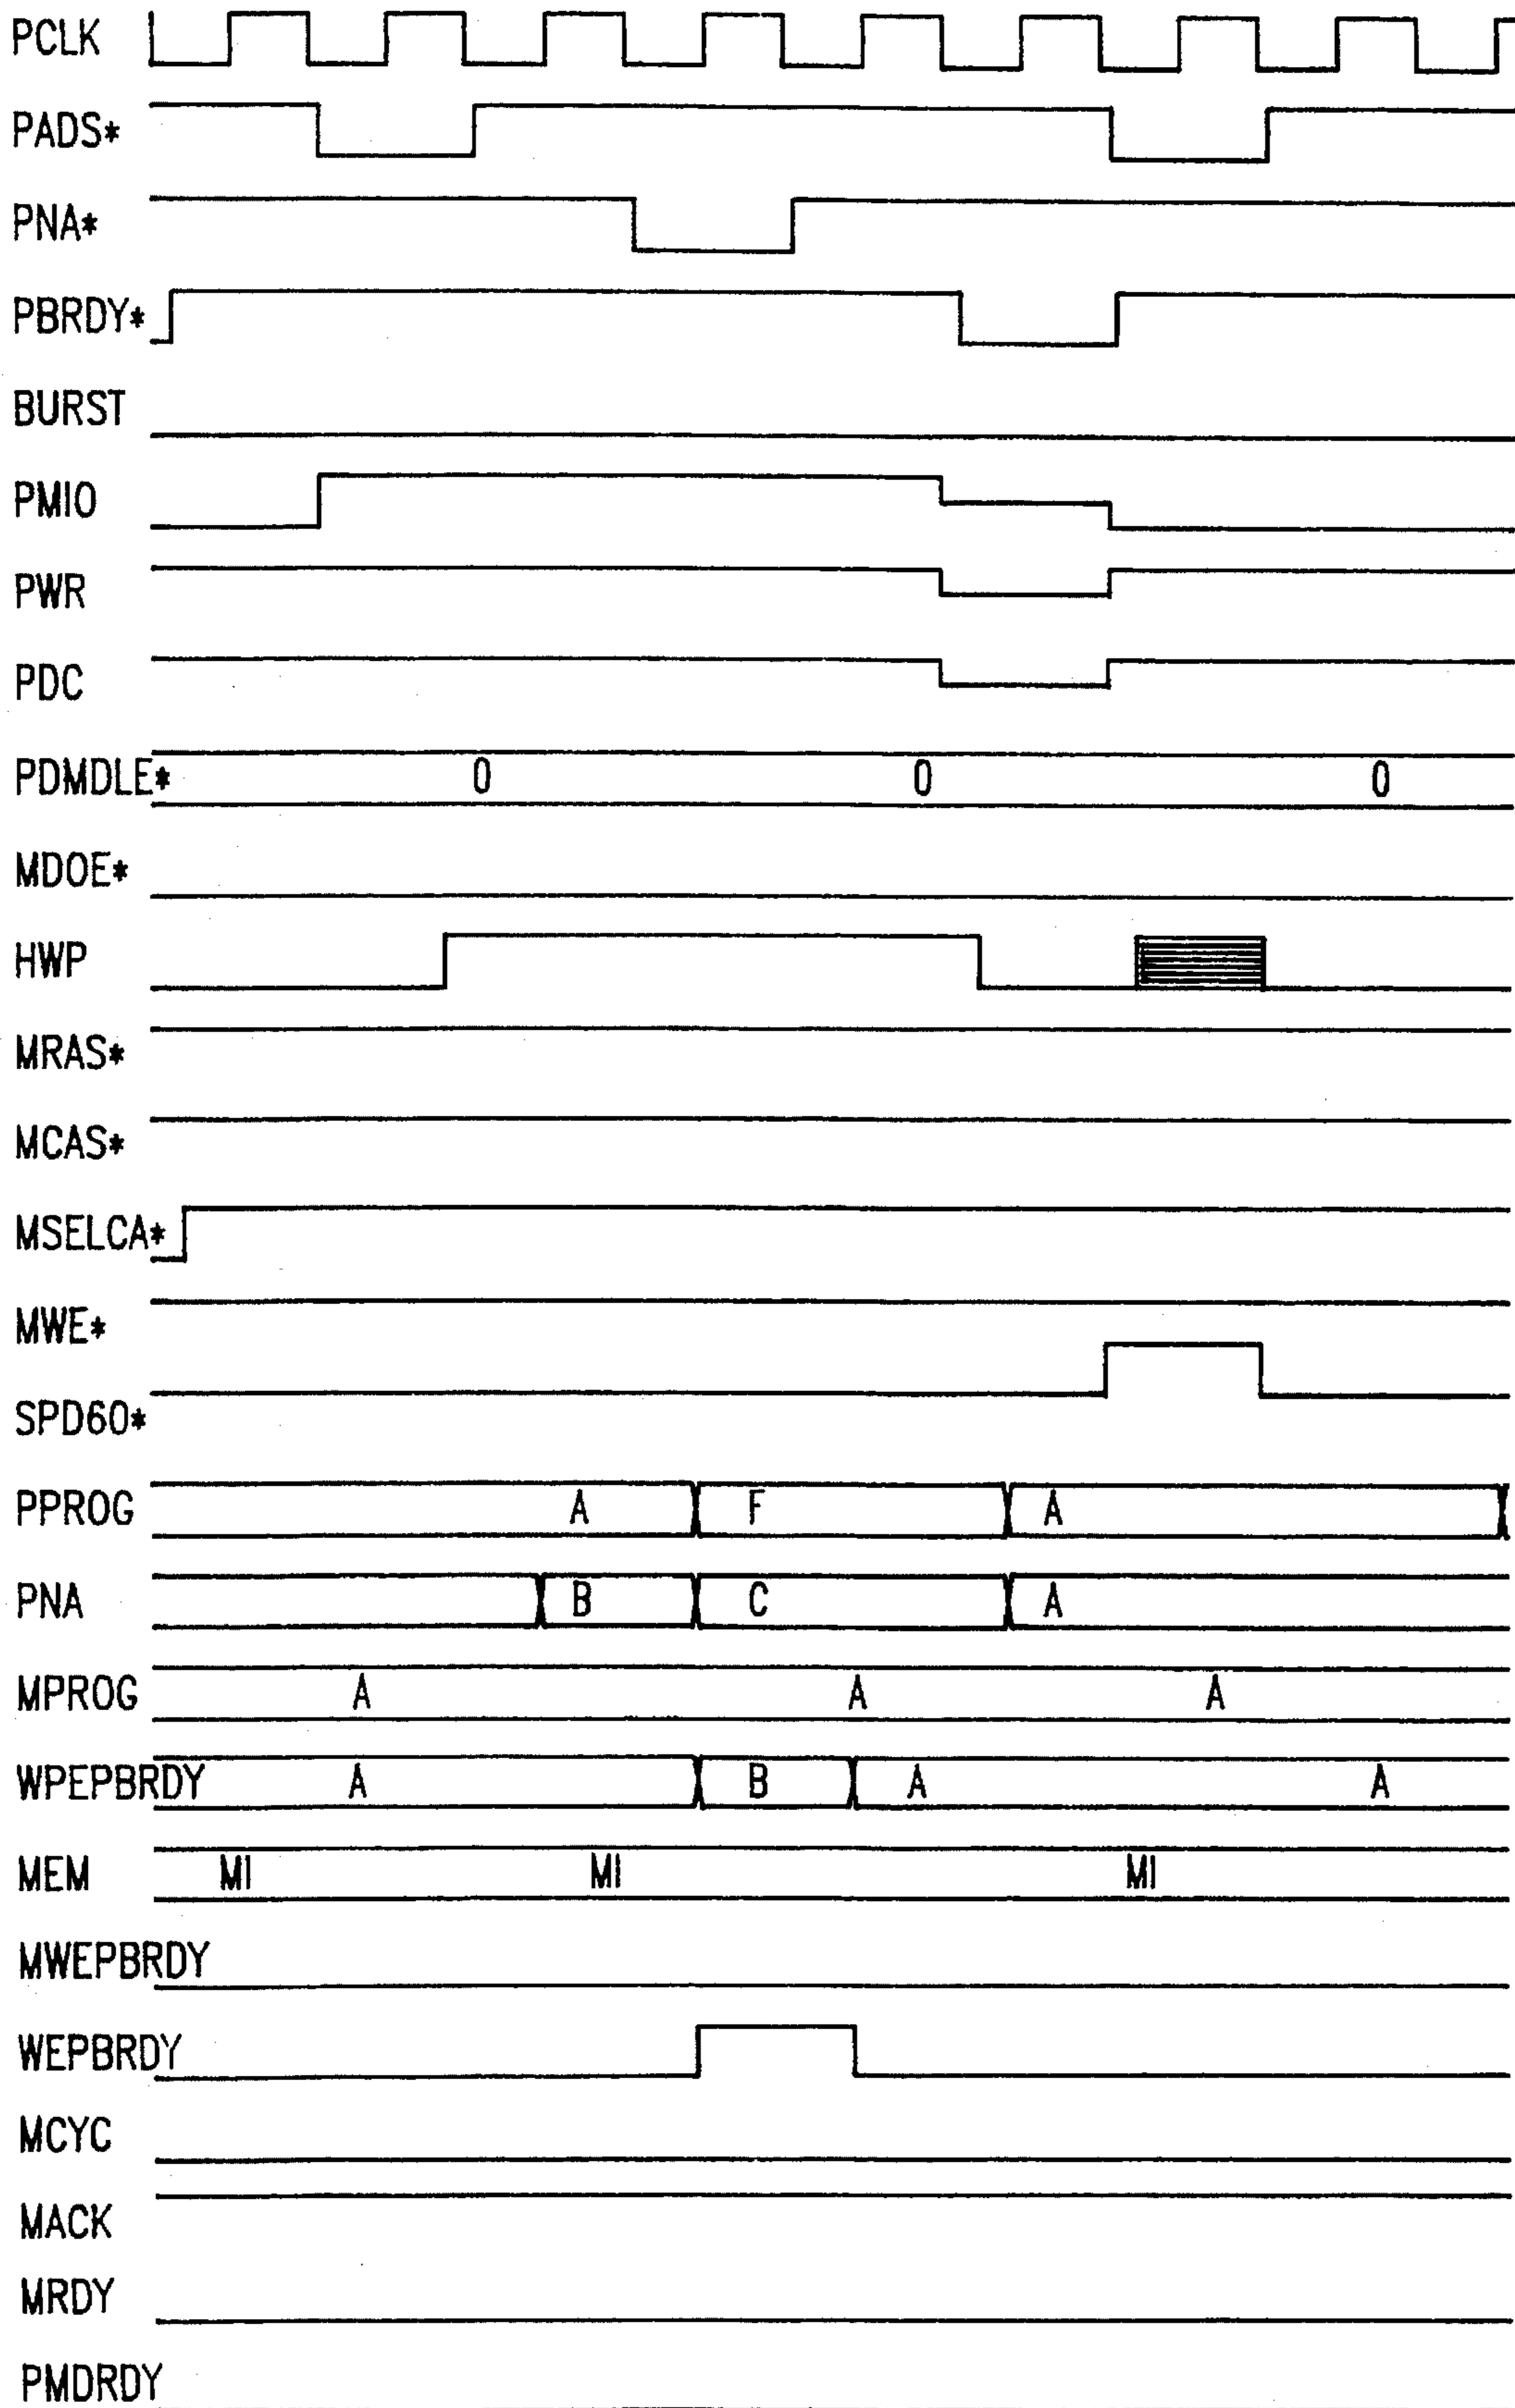 PCLK
PADS*
PNA*
PBRDY*
BURST
PMIO
PWR
PDC
PDMDLE* 0 0 0
MDOE*
HWP
MRAS*
MCAS*
MSELCA*
MWE*
SPD60*
PPROG A F A
PNA B C A
MPROG A A A
WPEPBRDY A B A A
MEM MI MI MI
MWEPBRDY
WEPBRDY
MCYC
MACK
MRDY
PMDRDY